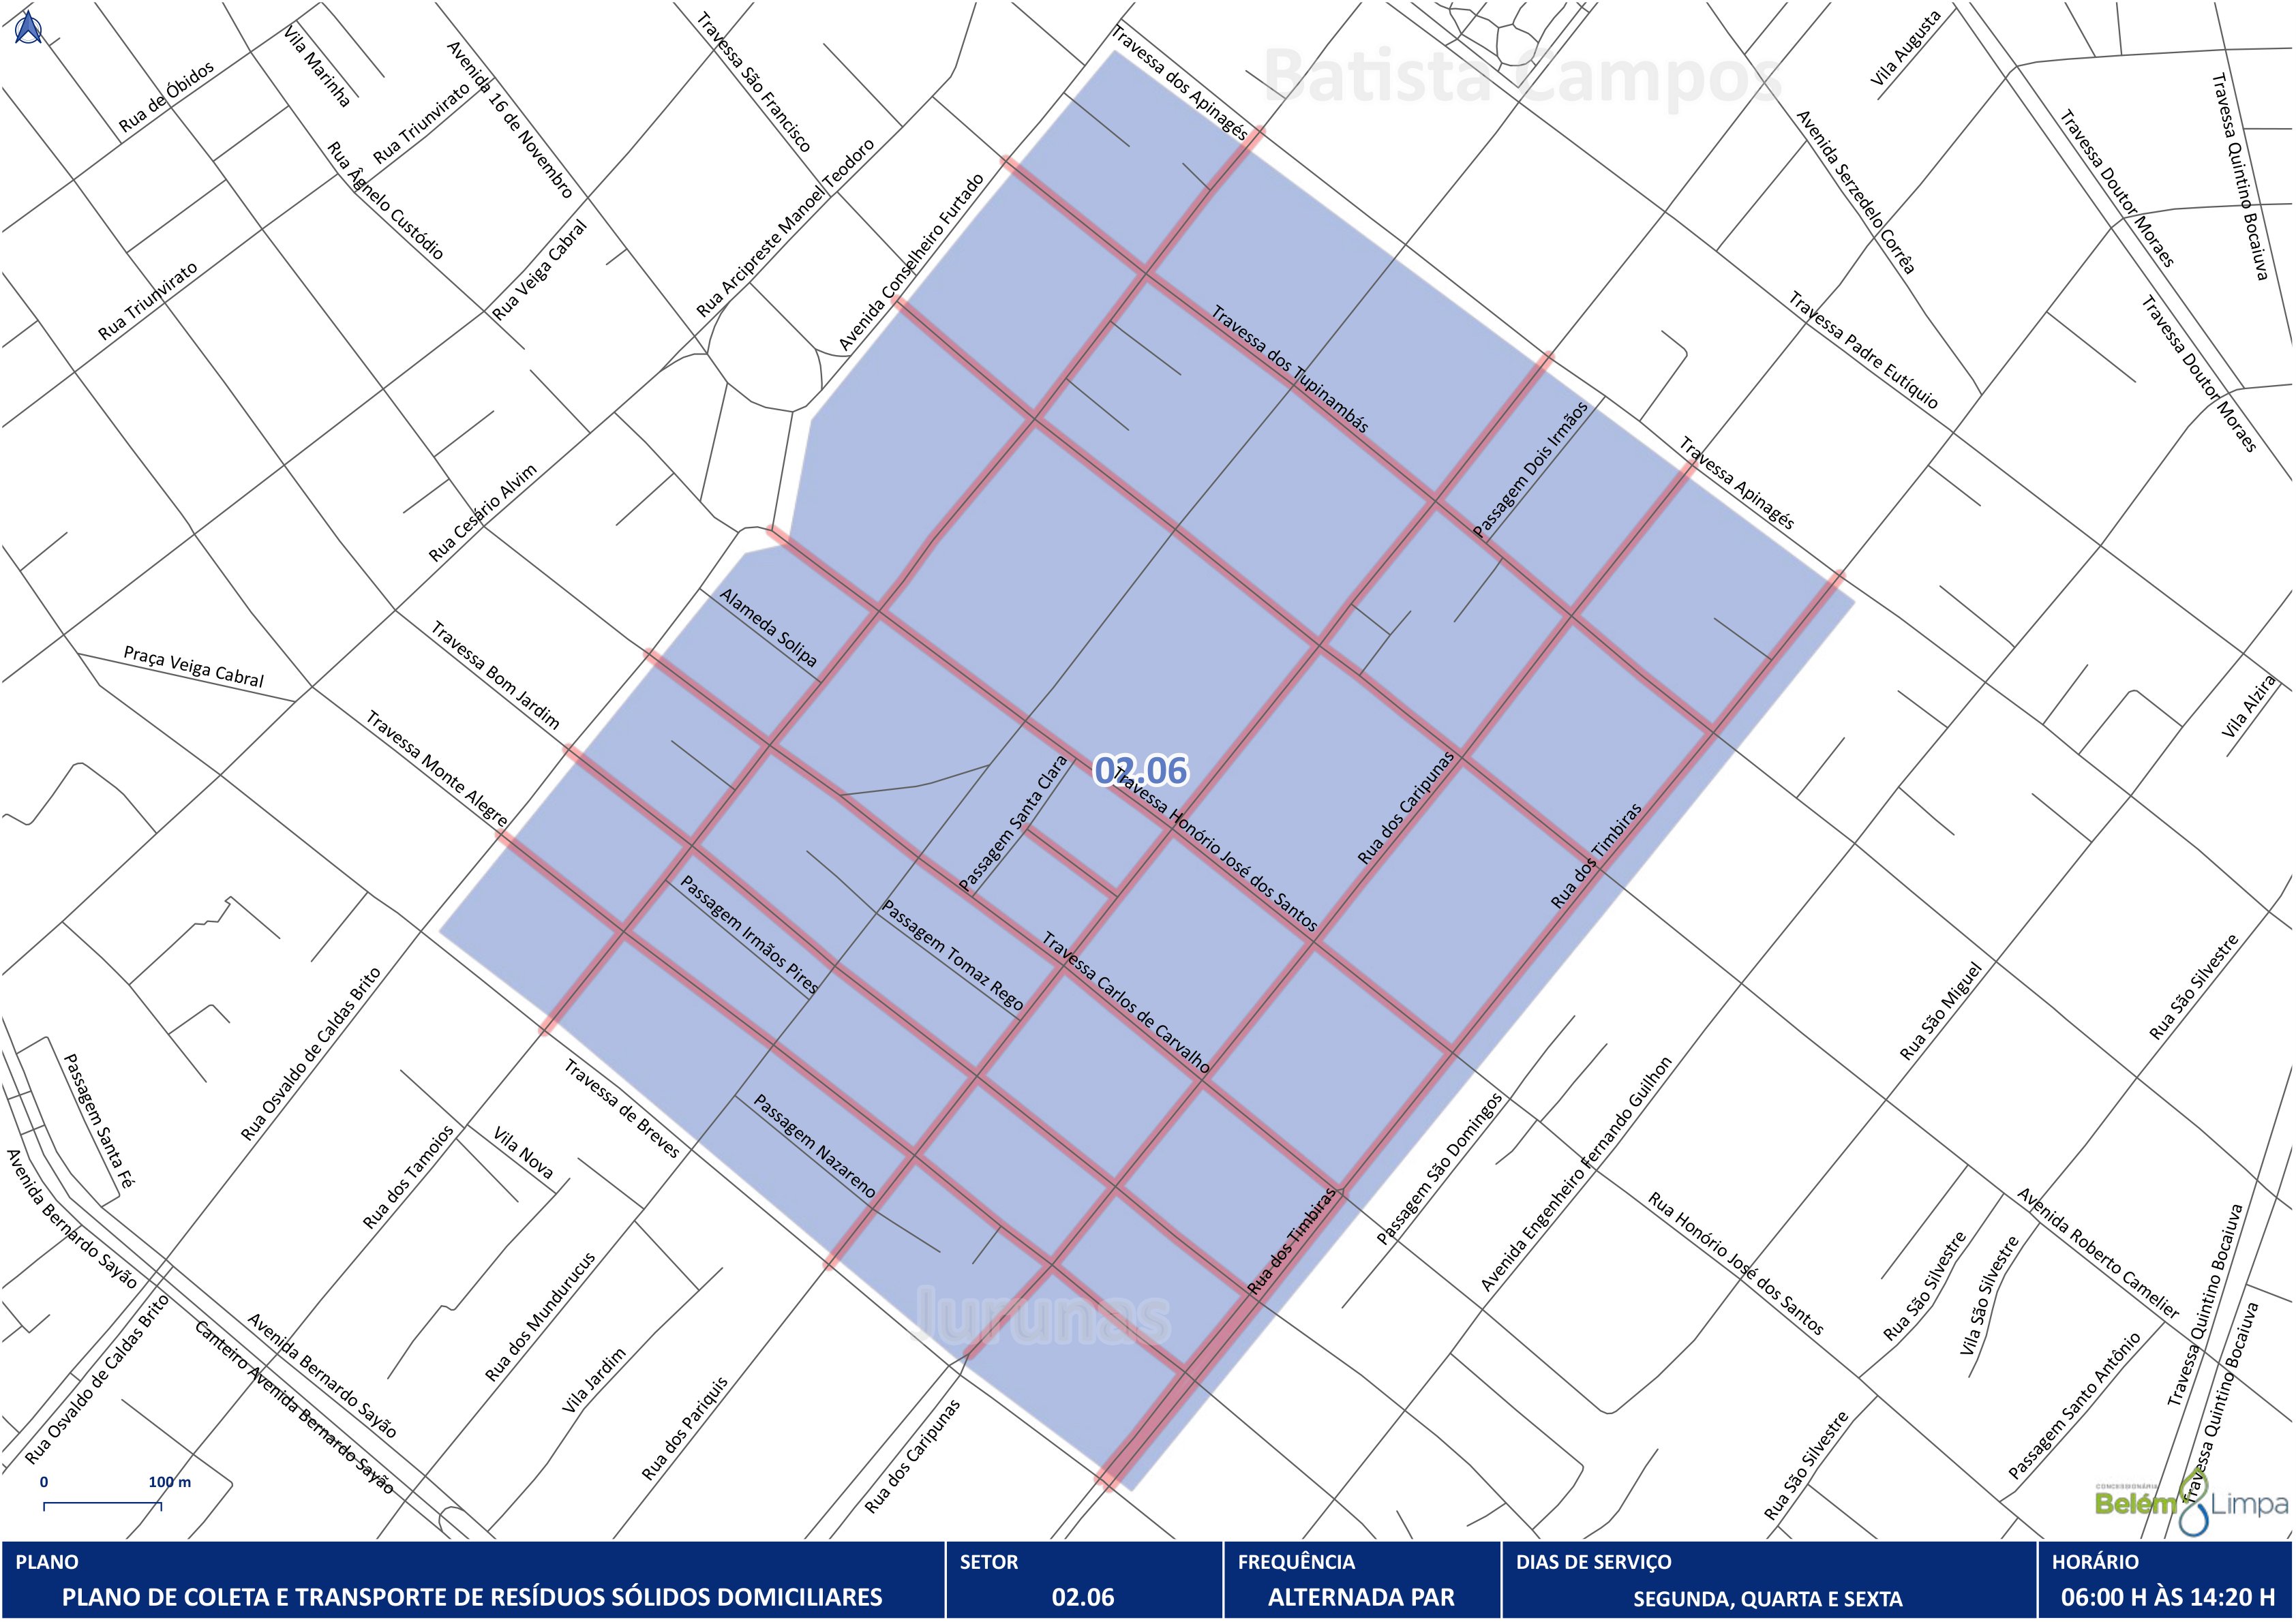 Batista Campos
Vila Augusta
Vila Marinha
Rua de Óbidos
Rua Triunvirato
Avenida 16 de Novembro
Travessa São Francisco
Travessa dos Apinagés
Avenida Serzedelo Corrêa
Travessa Doutor Moraes
Travessa Quintino Bocaiuva
Rua Ângelo Custódio
Rua Veiga Cabral
Rua Arcipreste Manoel Teodoro
Avenida Conselheiro Furtado
Rua Triunvirato
Travessa dos Tupinambás
Travessa Padre Eutíquio
Travessa Doutor Moraes
Passagem Dois Irmãos
Travessa Apinagés
Rua Cesário Alvim
Alameda Solipa
Praça Veiga Cabral
Travessa Bom Jardim
Travessa Monte Alegre
Vila Alzira
02.06
Passagem Santa Clara
Travessa Honório José dos Santos
Rua dos Caripunas
Rua dos Timbiras
Passagem Irmãos Pires
Passagem Tomaz Rego
Travessa Carlos de Carvalho
Rua São Miguel
Rua São Silvestre
Rua Osvaldo de Caldas Brito
Passagem Santa Fé
Travessa de Breves
Passagem Nazareno
Vila Nova
Rua dos Tamoios
Passagem São Domingos
Avenida Engenheiro Fernando Guilhon
Rua dos Timbiras
Rua Honório José dos Santos
Avenida Roberto Camelier
Rua São Silvestre
Vila São Silvestre
Travessa Quintino Bocaiuva
Travessa Quintino Bocaiuva
Avenida Bernardo Sayão
Rua Osvaldo de Caldas Brito
Canteiro Avenida Bernardo Sayão
Avenida Bernardo Sayão
Rua dos Mundurucus
Vila Jardim
Rua dos Pariquis
Jurunas
Rua dos Caripunas
Passagem Santo Antônio
Rua São Silvestre
0 100 m
CONCESSIONÁRIA
Belém Limpa
PLANO
PLANO DE COLETA E TRANSPORTE DE RESÍDUOS SÓLIDOS DOMICILIARES
SETOR
02.06
FREQUÊNCIA
ALTERNADA PAR
DIAS DE SERVIÇO
SEGUNDA, QUARTA E SEXTA
HORÁRIO
06:00 H ÀS 14:20 H